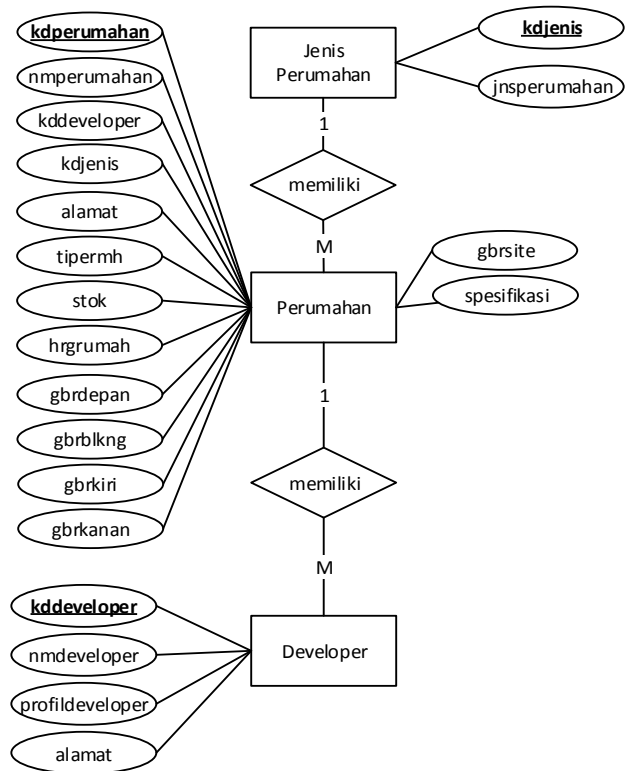 kdperumahan
nmperumahan
kddeveloper
kdjenis
alamat
tipermh
stok
hrgrumah
gbrdepan
gbrblkng
gbrkiri
gbrkanan
Jenis
Perumahan
kdjenis
jnsperumahan
1
memiliki
M
Perumahan
gbrsite
spesifikasi
1
memiliki
M
kddeveloper
nmdeveloper
profildeveloper
alamat
Developer